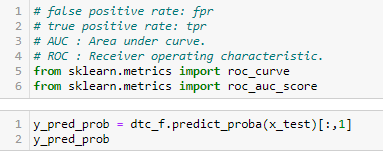 1 # false positive rate: fpr
2 # true positive rate: tpr
3 # AUC : Area under curve.
4 # ROC : Receiver operating characteristic.
5 from sklearn.metrics import roc_curve
6 from sklearn.metrics import roc_auc_score
1 y_pred_prob = dtc_f.predict_proba(x_test)[:,1]
2 y_pred_prob